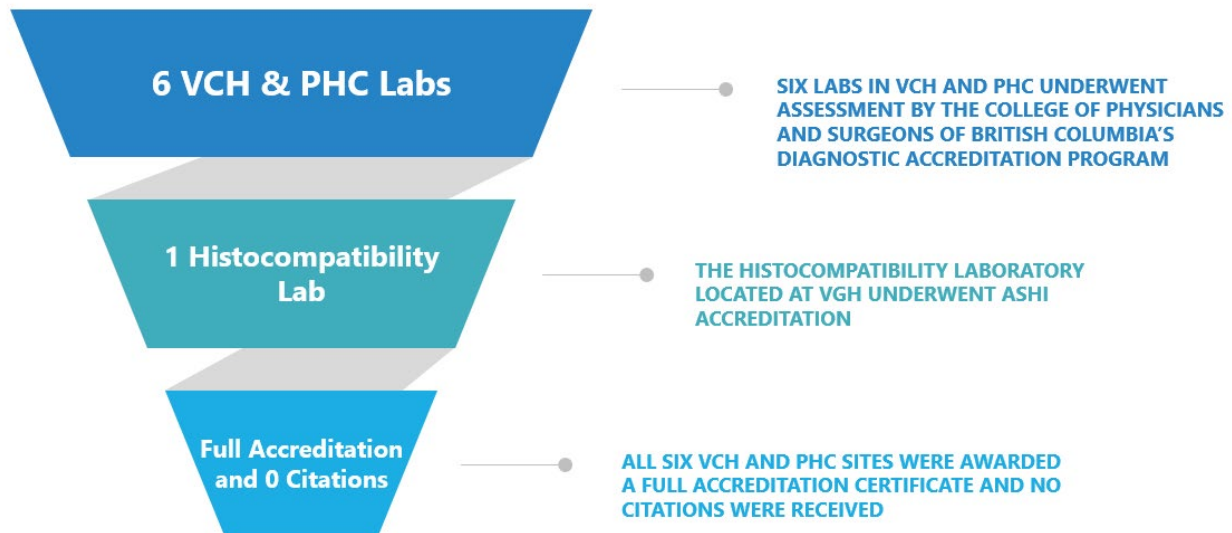 6 VCH & PHC Labs
SIX LABS IN VCH AND PHC UNDERWENT
ASSESSMENT BY THE COLLEGE OF PHYSICIANS
AND SURGEONS OF BRITISH COLUMBIA'S
DIAGNOSTIC ACCREDITATION PROGRAM
1 Histocompatibility
Lab
THE HISTOCOMPATIBILITY LABORATORY
LOCATED AT VGH UNDERWENT ASHI
ACCREDITATION
Full Accreditation
and 0 Citations
ALL SIX VCH AND PHC SITES WERE AWARDED
A FULL ACCREDITATION CERTIFICATE AND NO
CITATIONS WERE RECEIVED